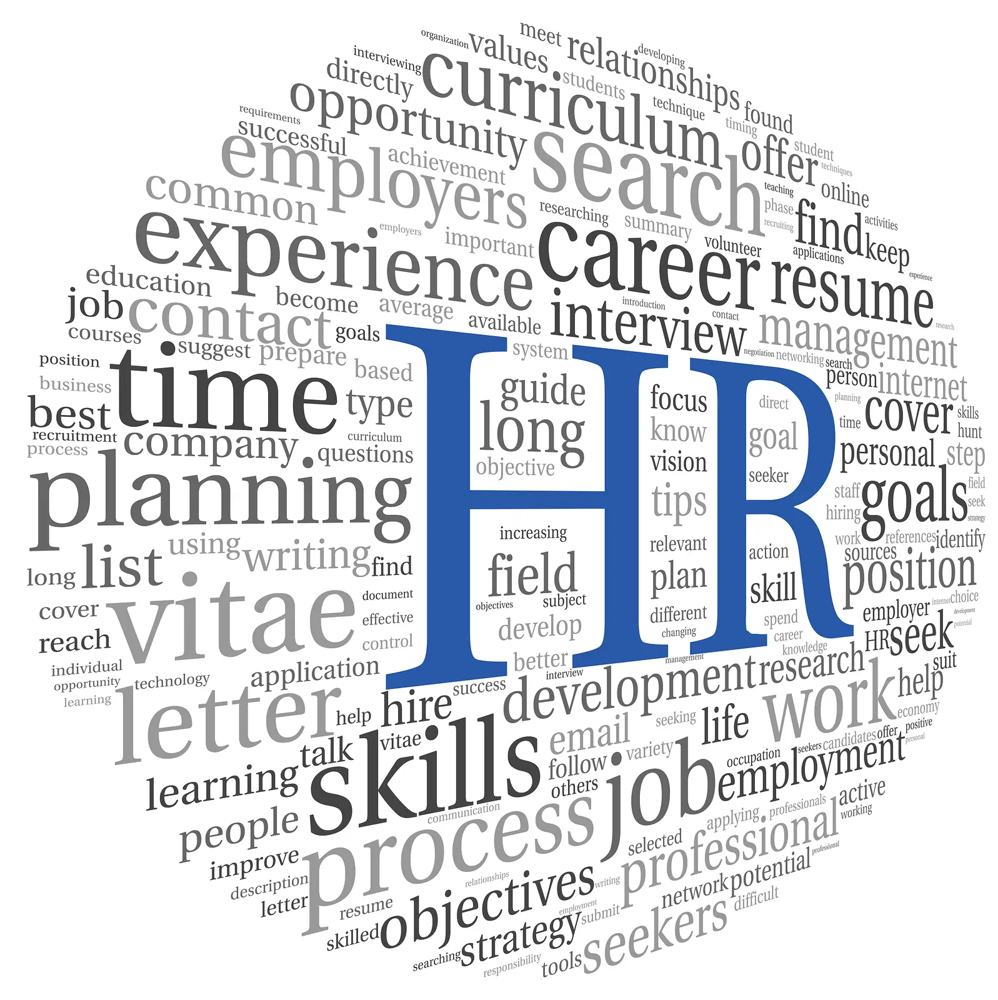 meet
organization
values
relationships
developing
interviewing
curriculum
students
directly
technique
found
opportunity
timing
requirements
successful
search
offer
student
techniques
employers
achievement
teaching
online
common
researching
phase
find
activities
summary
recruiting
experience
employers
important
career
volunteer
applications
keep
experience
education
resume
job
contact
become
average
available
interview
introduction
contact
management
research
courses
goals
suggest
prepare
system
negotiation
networking
search
position
time
based
HR
person
internet
business
guide
focus
direct
planning
best
type
long
know
goal
time
cover
skills
hunt
recruitment
company
curriculum
process
questions
objective
vision
seeker
personal
step
planning
tips
staff
goals
field
seek
hiring
strategy
increasing
relevant
action
work
references
identify
using
writing
list
long
find
field
plan
skill
sources
position
vitae
document
objectives
subject
different
employer
internet
choice
development
cover
effective
develop
changing
spend
HR
seek
potential
reach
control
career
knowledge
individual
application
better
management
research
suit
opportunity
technology
interview
development
work
help
learning
letter
help
hire
success
email
seeking
life
economy
talk
vitae
skills
follow
variety
job
occupation
seekers
candidates
offer
positive
personal
learning
others
employment
people
communication
process
applying
professionals
active
working
improve
selected
professional
professional
description
relationships
objectives
writing
network
potential
letter
resume
employment
submit
seekers
difficult
skilled
strategy
searching
responsibility
tools